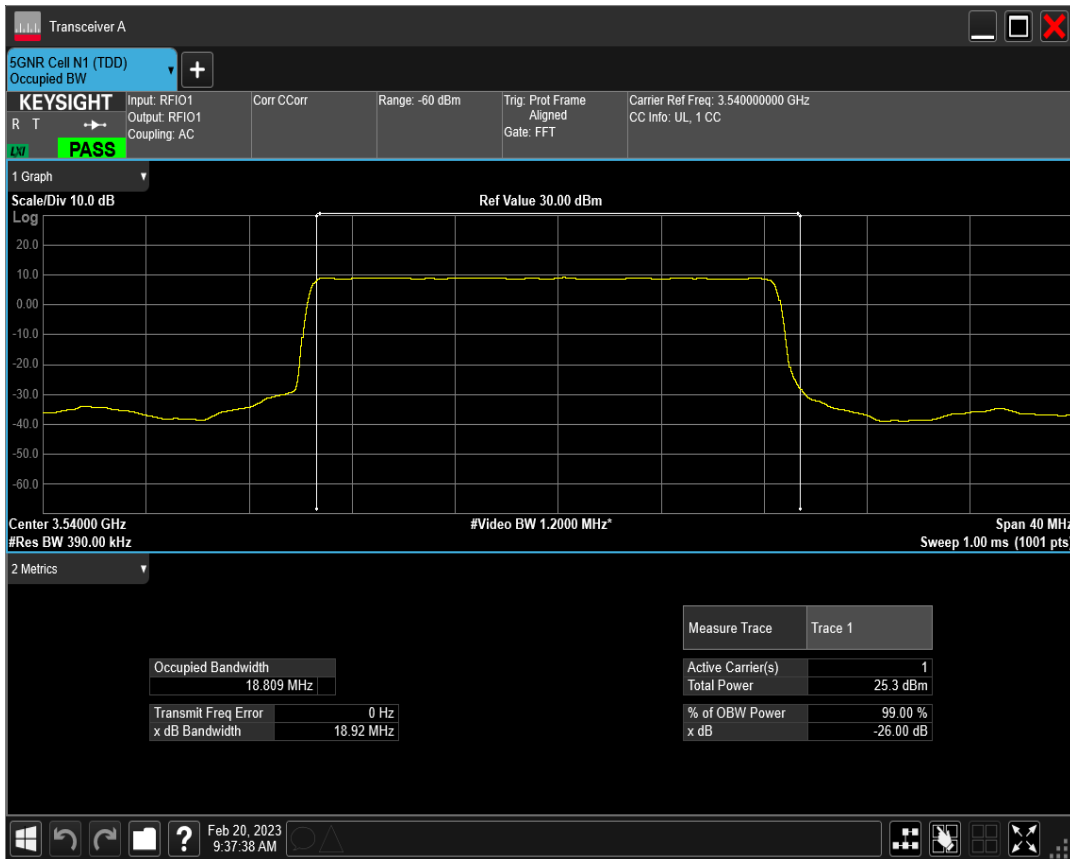 Transceiver A
5GNR Cell N1 (TDD)
Occupied BW
KEYSIGHT
R T
LXI
PASS
Input: RFIO1
Output: RFIO1
Coupling: AC
Corr CCorr
Range: -60 dBm
Trig: Prot Frame
Aligned
Gate: FFT
Carrier Ref Freq: 3.540000000 GHz
CC Info: UL, 1 CC
1 Graph
Scale/Div 10.0 dB
Ref Value 30.00 dBm
Log
20.0
10.0
0.00
-10.0
-20.0
-30.0
-40.0
-50.0
-60.0
Center 3.54000 GHz
#Video BW 1.2000 MHz*
Span 40 MHz
#Res BW 390.00 kHz
Sweep 1.00 ms (1001 pts)
2 Metrics
Measure Trace Trace 1
Occupied Bandwidth
18.809 MHz
Active Carrier(s) 1
Total Power 25.3 dBm
Transmit Freq Error 0 Hz
x dB Bandwidth 18.92 MHz
% of OBW Power 99.00 %
x dB -26.00 dB
?
Feb 20, 2023
9:37:38 AM